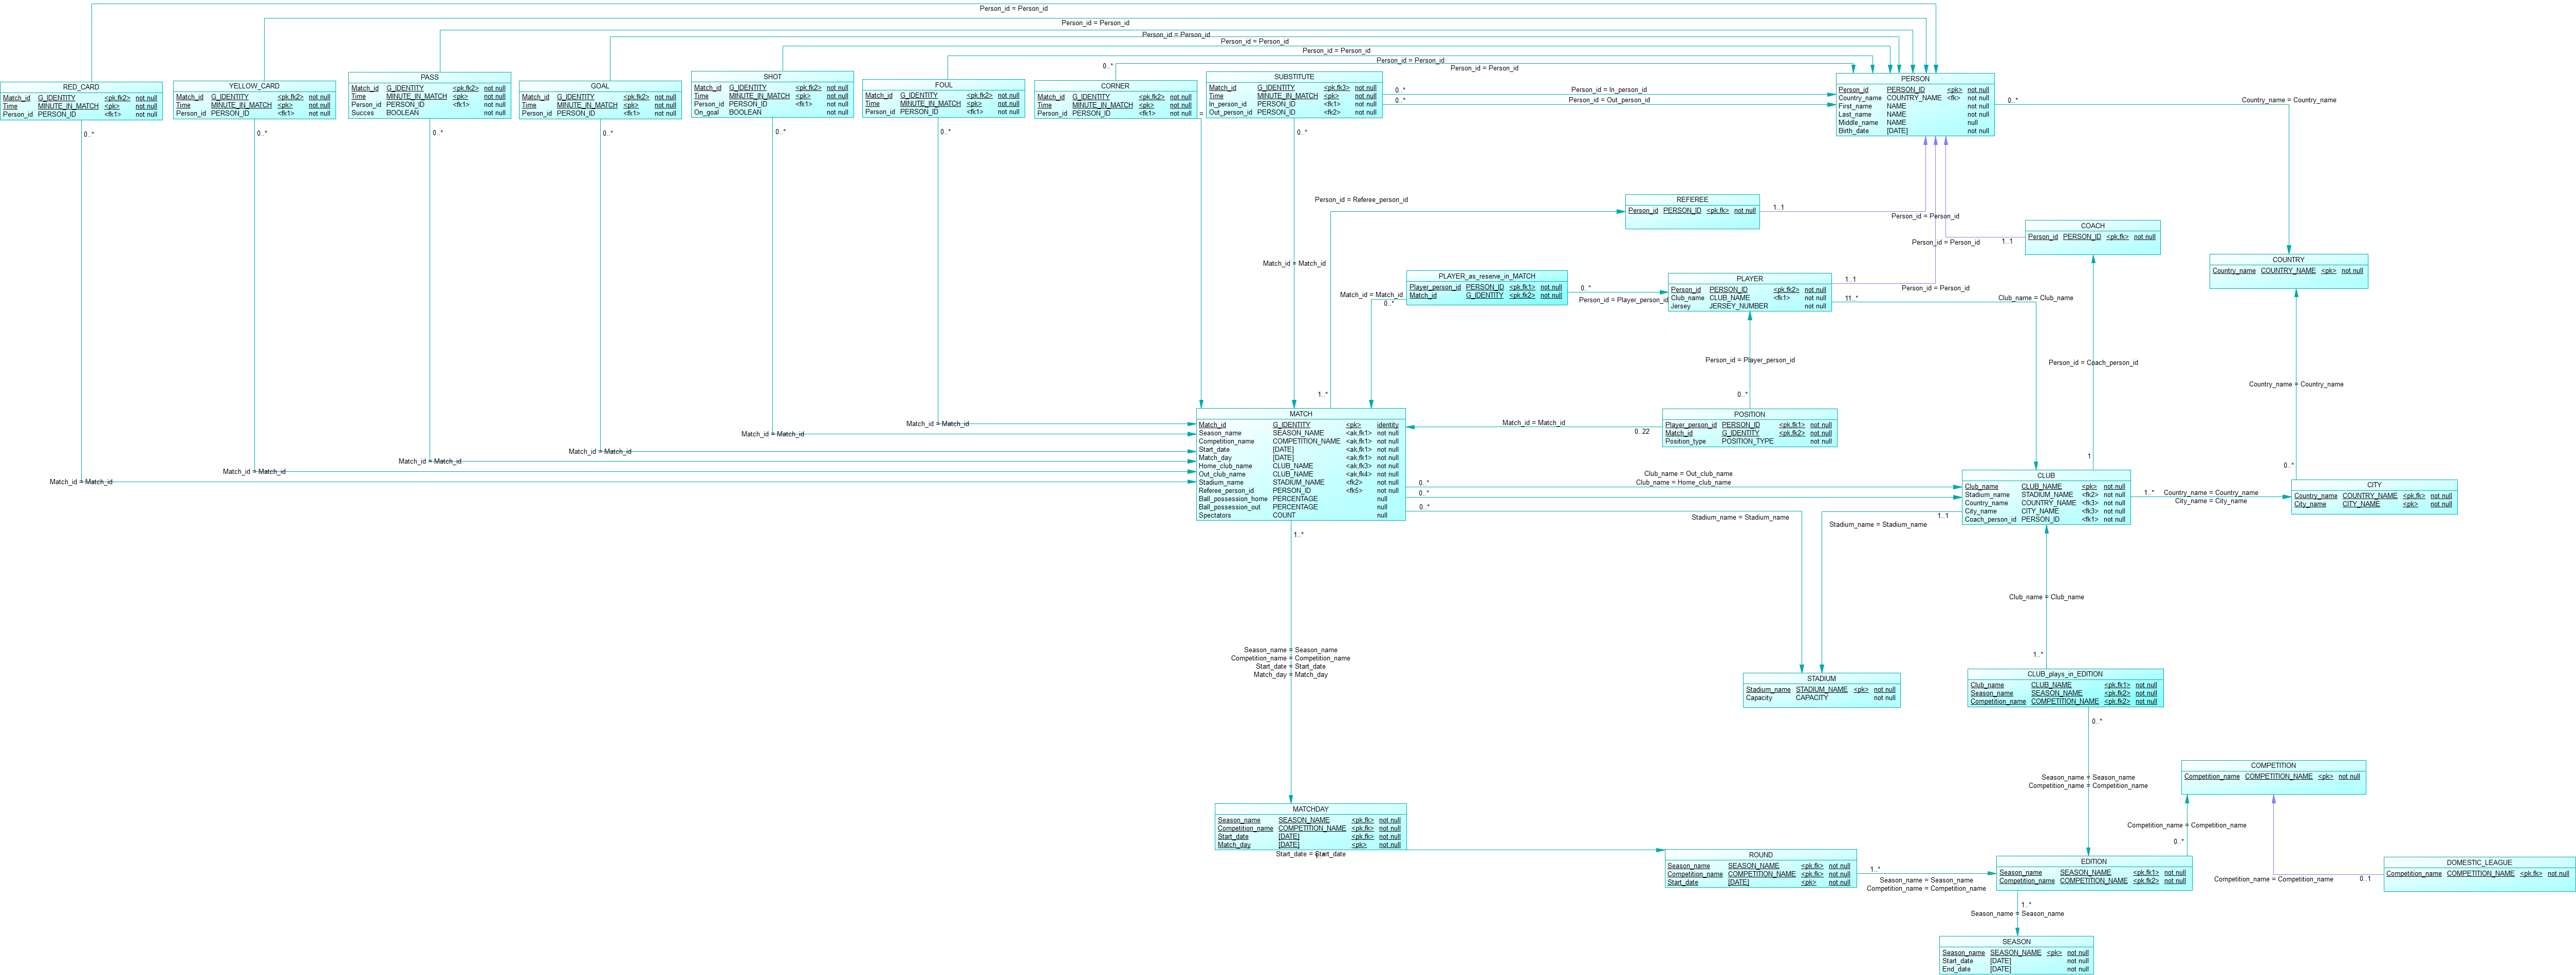 Person_id = Person_id
Person_id = Person_id
Person_id = Person_id
Person_id = Person_id
Person_id = Person_id
Person_id = Person_id
Person_id = Person_id
0..*
RED_CARD
Match_id G_IDENTITY <pk,fk2> not null
Time MINUTE_IN_MATCH <pk> not null
Person_id PERSON_ID <fk1> not null
0..*
YELLOW_CARD
Match_id G_IDENTITY <pk,fk2> not null
Time MINUTE_IN_MATCH <pk> not null
Person_id PERSON_ID <fk1> not null
0..*
PASS
Match_id G_IDENTITY <pk,fk2> not null
Time MINUTE_IN_MATCH <pk> not null
Person_id PERSON_ID <fk1> not null
Succes BOOLEAN not null
0..*
GOAL
Match_id G_IDENTITY <pk,fk2> not null
Time MINUTE_IN_MATCH <pk> not null
Person_id PERSON_ID <fk1> not null
0..*
SHOT
Match_id G_IDENTITY <pk,fk2> not null
Time MINUTE_IN_MATCH <pk> not null
Person_id PERSON_ID <fk1> not null
On_goal BOOLEAN not null
0..*
FOUL
Match_id G_IDENTITY <pk,fk2> not null
Time MINUTE_IN_MATCH <pk> not null
Person_id PERSON_ID <fk1> not null
0..*
CORNER
Match_id G_IDENTITY <pk,fk2> not null
Time MINUTE_IN_MATCH <pk> not null
Person_id PERSON_ID <fk1> not null
=
SUBSTITUTE
Match_id G_IDENTITY <pk,fk3> not null
Time MINUTE_IN_MATCH <pk> not null
In_person_id PERSON_ID <fk1> not null
Out_person_id PERSON_ID <fk2> not null
0..*
0..* Person_id = In_person_id
0..* Person_id = Out_person_id
PERSON
Person_id PERSON_ID <pk> not null
Country_name COUNTRY_NAME <fk> not null
First_name NAME not null
Last_name NAME not null
Middle_name NAME null
Birth_date [DATE] not null
0..* Country_name = Country_name
Person_id = Referee_person_id
REFEREE
Person_id PERSON_ID <pk,fk> not null
1..1
Person_id = Person_id
COACH
Person_id PERSON_ID <pk,fk> not null
1..1
Person_id = Person_id
COUNTRY
Country_name COUNTRY_NAME <pk> not null
Match_id = Match_id
PLAYER_as_reserve_in_MATCH
Player_person_id PERSON_ID <pk,fk1> not null
Match_id G_IDENTITY <pk,fk2> not null
Match_id = Match_id
0..*
0..*
Person_id = Player_person_id
PLAYER
Person_id PERSON_ID <pk,fk2> not null
Club_name CLUB_NAME <fk1> not null
Jersey JERSEY_NUMBER not null
1..1
Person_id = Person_id
11..* Club_name = Club_name
Person_id = Player_person_id
0..*
Person_id = Coach_person_id
1
Country_name = Country_name
0..*
1..*
MATCH
Match_id G_IDENTITY <pk> identity
Season_name SEASON_NAME <ak,fk1> not null
Competition_name COMPETITION_NAME <ak,fk1> not null
Start_date [DATE] <ak,fk1> not null
Match_day [DATE] <ak,fk1> not null
Home_club_name CLUB_NAME <ak,fk3> not null
Out_club_name CLUB_NAME <ak,fk4> not null
Stadium_name STADIUM_NAME <fk2> not null
Referee_person_id PERSON_ID <fk5> not null
Ball_possession_home PERCENTAGE null
Ball_possession_out PERCENTAGE null
Spectators COUNT null
Match_id = Match_id
Match_id = Match_id
Match_id = Match_id
Match_id = Match_id
Match_id = Match_id
Match_id = Match_id
POSITION
Player_person_id PERSON_ID <pk,fk1> not null
Match_id G_IDENTITY <pk,fk2> not null
Position_type POSITION_TYPE not null
Match_id = Match_id
0..22
Club_name = Out_club_name
0..* Club_name = Home_club_name
0..*
0..*
Stadium_name = Stadium_name
CLUB
Club_name CLUB_NAME <pk> not null
Stadium_name STADIUM_NAME <fk2> not null
Country_name COUNTRY_NAME <fk3> not null
City_name CITY_NAME <fk3> not null
Coach_person_id PERSON_ID <fk1> not null
1..1
Stadium_name = Stadium_name
1..* Country_name = Country_name
City_name = City_name
CITY
Country_name COUNTRY_NAME <pk,fk> not null
City_name CITY_NAME <pk> not null
1..*
Club_name = Club_name
1..*
Season_name = Season_name
Competition_name = Competition_name
Start_date = Start_date
Match_day = Match_day
STADIUM
Stadium_name STADIUM_NAME <pk> not null
Capacity CAPACITY not null
CLUB_plays_in_EDITION
Club_name CLUB_NAME <pk,fk1> not null
Season_name SEASON_NAME <pk,fk2> not null
Competition_name COMPETITION_NAME <pk,fk2> not null
0..*
Season_name = Season_name
Competition_name = Competition_name
COMPETITION
Competition_name COMPETITION_NAME <pk> not null
Competition_name = Competition_name
0..*
MATCHDAY
Season_name SEASON_NAME <pk,fk> not null
Competition_name COMPETITION_NAME <pk,fk> not null
Start_date [DATE] <pk,fk> not null
Match_day [DATE] <pk> not null
Start_date = Start_date
ROUND
Season_name SEASON_NAME <pk,fk> not null
Competition_name COMPETITION_NAME <pk,fk> not null
Start_date [DATE] <pk> not null
1..*
Season_name = Season_name
Competition_name = Competition_name
EDITION
Season_name SEASON_NAME <pk,fk1> not null
Competition_name COMPETITION_NAME <pk,fk2> not null
Competition_name = Competition_name 0..1
DOMESTIC_LEAGUE
Competition_name COMPETITION_NAME <pk,fk> not null
1..*
Season_name = Season_name
SEASON
Season_name SEASON_NAME <pk> not null
Start_date [DATE] not null
End_date [DATE] not null